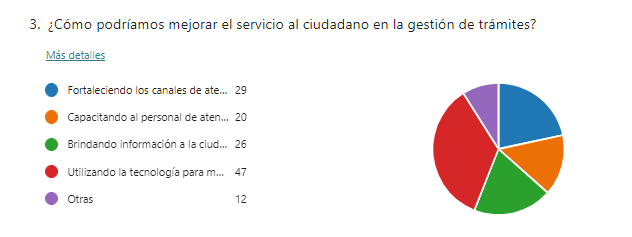 3. ¿Cómo podríamos mejorar el servicio al ciudadano en la gestión de trámites?
Más detalles
Fortaleciendo los canales de ate... 29
Capacitando al personal de aten... 20
Brindando información a la ciud... 26
Utilizando la tecnología para m... 47
Otras 12